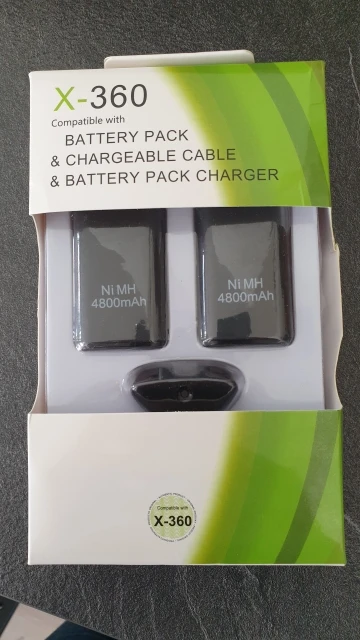 X-360
Compatible with
BATTERY PACK
& CHARGEABLE CABLE
& BATTERY PACK CHARGER
Ni MH
4800mAh
Ni MH
4800mAh
Compatible with
X-360